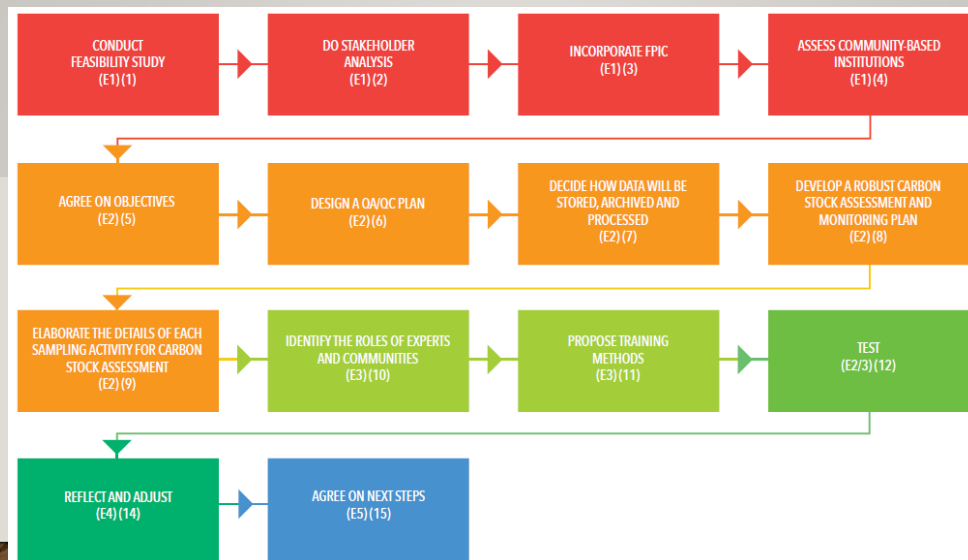 CONDUCT
FEASIBILITY STUDY
(E1) (1)
DO STAKEHOLDER
ANALYSIS
(E1) (2)
INCORPORATE FPIC
(E1) (3)
ASSESS COMMUNITY-BASED
INSTITUTIONS
(E1) (4)
AGREE ON OBJECTIVES
(E2) (5)
DESIGN A QA/QC PLAN
(E2) (6)
DECIDE HOW DATA WILL BE
STORED, ARCHIVED AND
PROCESSED
(E2) (7)
DEVELOP A ROBUST CARBON
STOCK ASSESSMENT AND
MONITORING PLAN
(E2) (8)
ELABORATE THE DETAILS OF EACH
SAMPLING ACTIVITY FOR CARBON
STOCK ASSESSMENT
(E2) (9)
IDENTIFY THE ROLES OF EXPERTS
AND COMMUNITIES
(E3) (10)
PROPOSE TRAINING
METHODS
(E3) (11)
TEST
(E2/3) (12)
REFLECT AND ADJUST
(E4) (14)
AGREE ON NEXT STEPS
(E5) (15)